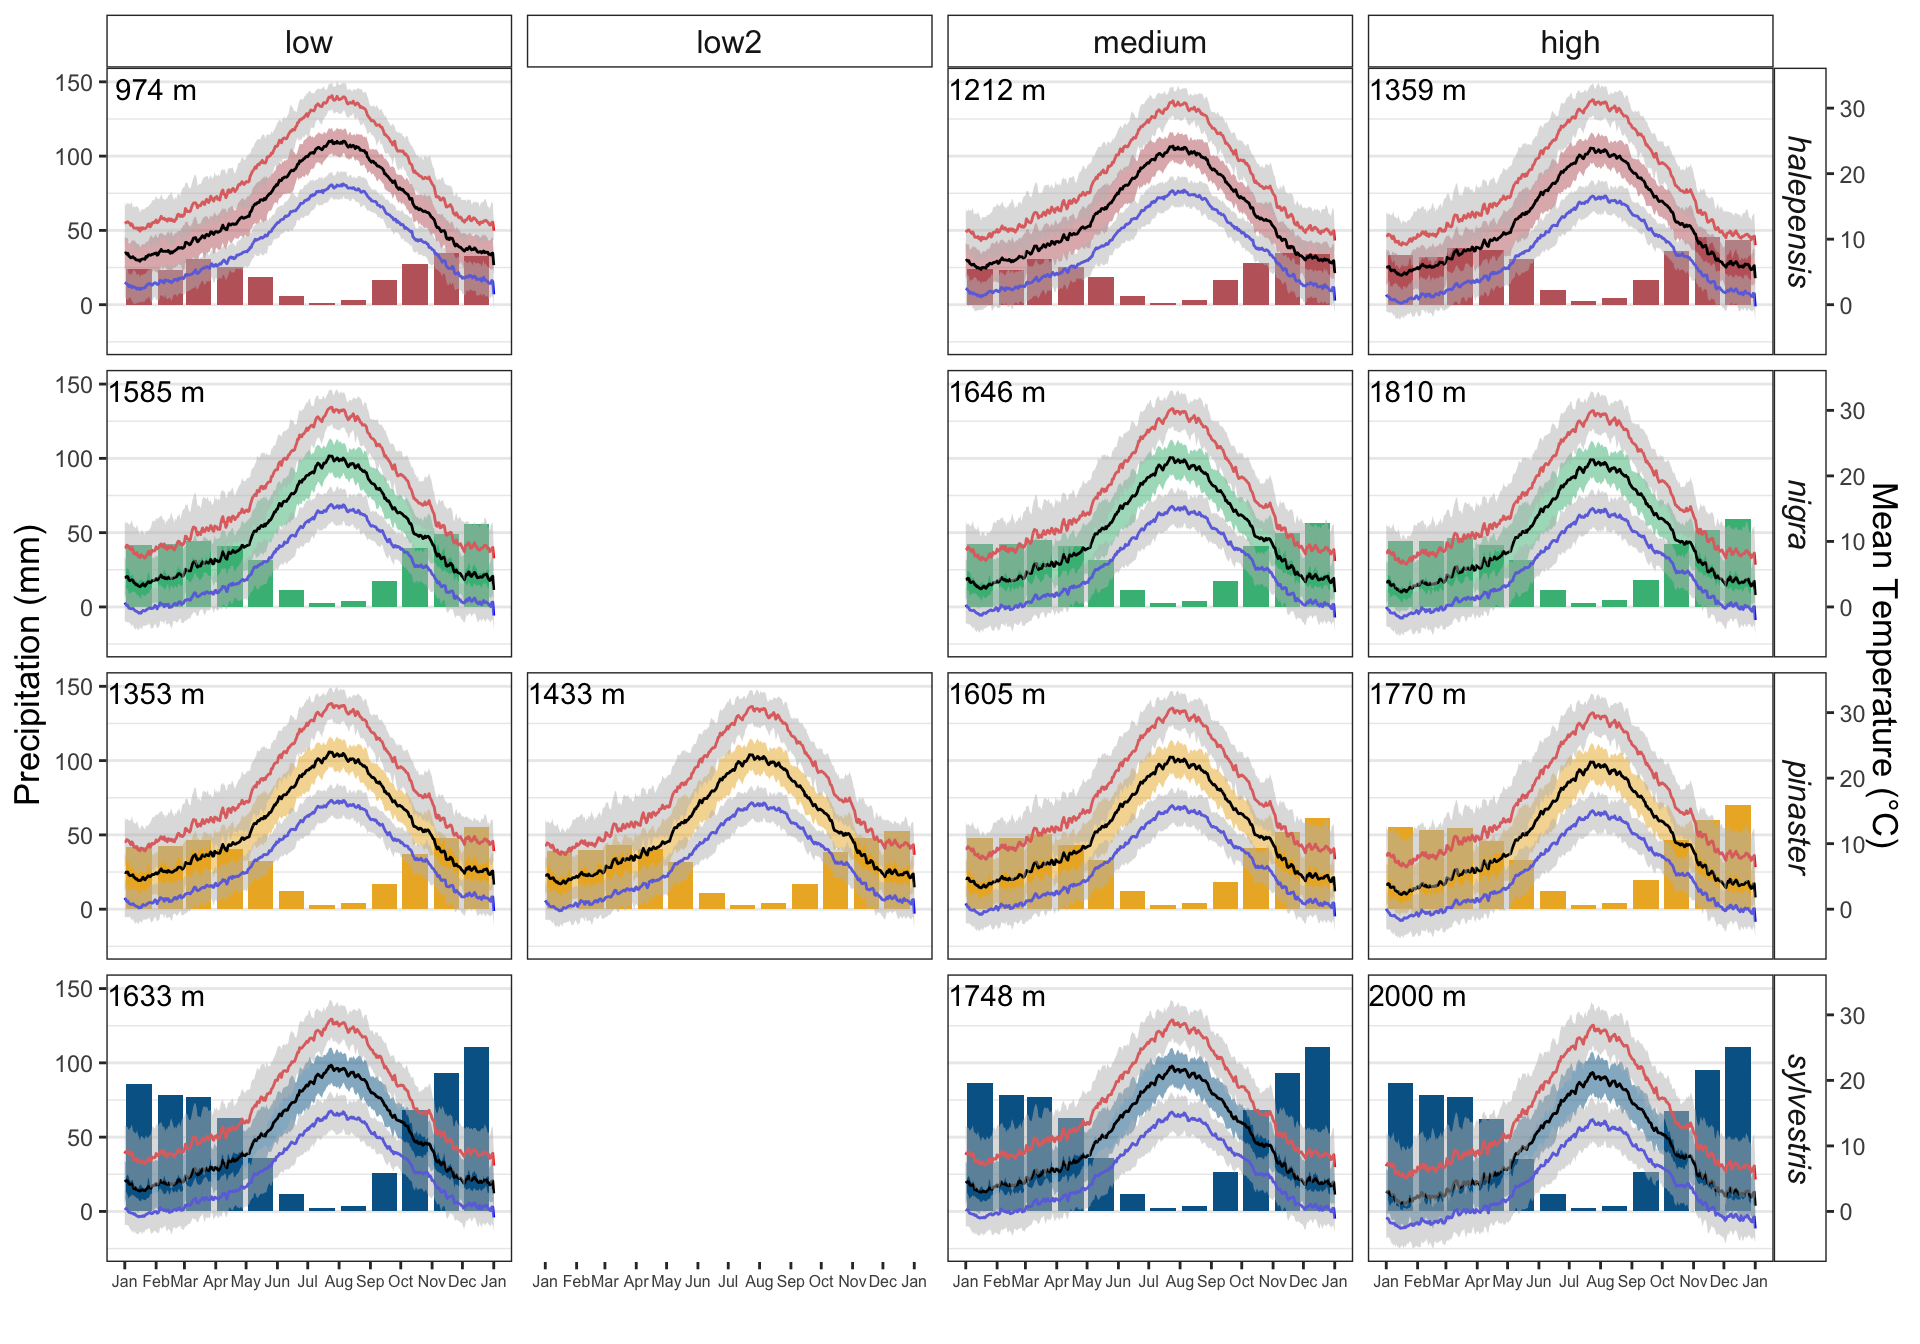 low
low2
medium
high
974 m
1212 m
1359 m
150
100
50
0
30
20
10
0
halepensis
1585 m
1646 m
1810 m
150
100
50
0
30
20
10
0
nigra
Precipitation (mm)
Mean Temperature (°C)
1353 m
1433 m
1605 m
1770 m
150
100
50
0
30
20
10
0
pinaster
1633 m
1748 m
2000 m
150
100
50
0
30
20
10
0
sylvestris
Jan Feb Mar Apr May Jun Jul Aug Sep Oct Nov Dec Jan
Jan Feb Mar Apr May Jun Jul Aug Sep Oct Nov Dec Jan
Jan Feb Mar Apr May Jun Jul Aug Sep Oct Nov Dec Jan
Jan Feb Mar Apr May Jun Jul Aug Sep Oct Nov Dec Jan